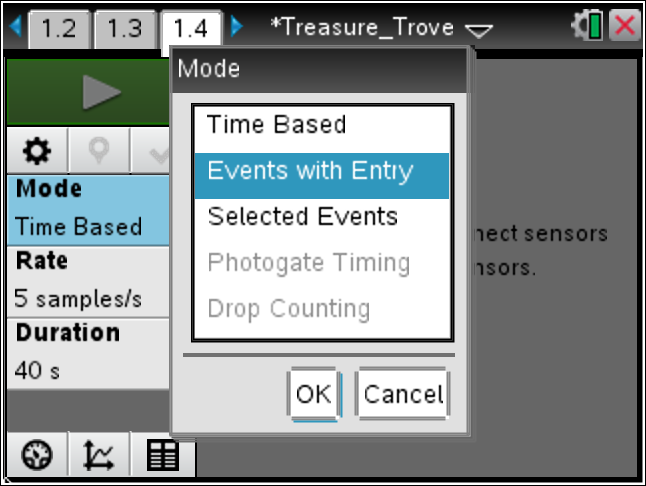 1.2 1.3 1.4 *Treasure_Trove
Mode
Time Based
Events with Entry
Selected Events
Photogate Timing
Drop Counting
OK Cancel
Mode
Time Based
Rate
5 samples/s
Duration
40 s
nect sensors
nsors.